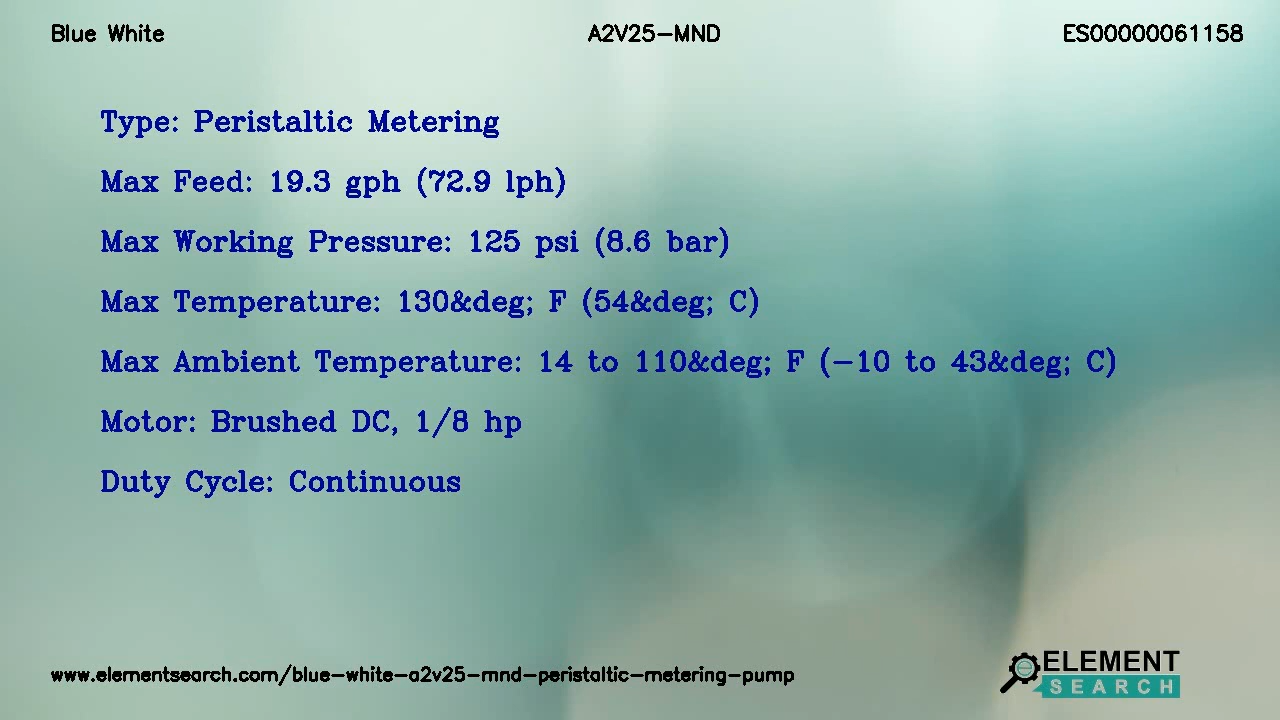 Blue White
A2V25-MND
ES00000061158
Type: Peristaltic Metering
Max Feed: 19.3 gph (72.9 lph)
Max Working Pressure: 125 psi (8.6 bar)
Max Temperature: 130&deg; F (54&deg; C)
Max Ambient Temperature: 14 to 110&deg; F (-10 to 43&deg; C)
Motor: Brushed DC, 1/8 hp
Duty Cycle: Continuous
www.elementsearch.com/blue-white-a2v25-mnd-peristaltic-metering-pump
ELEMENT
SEARCH